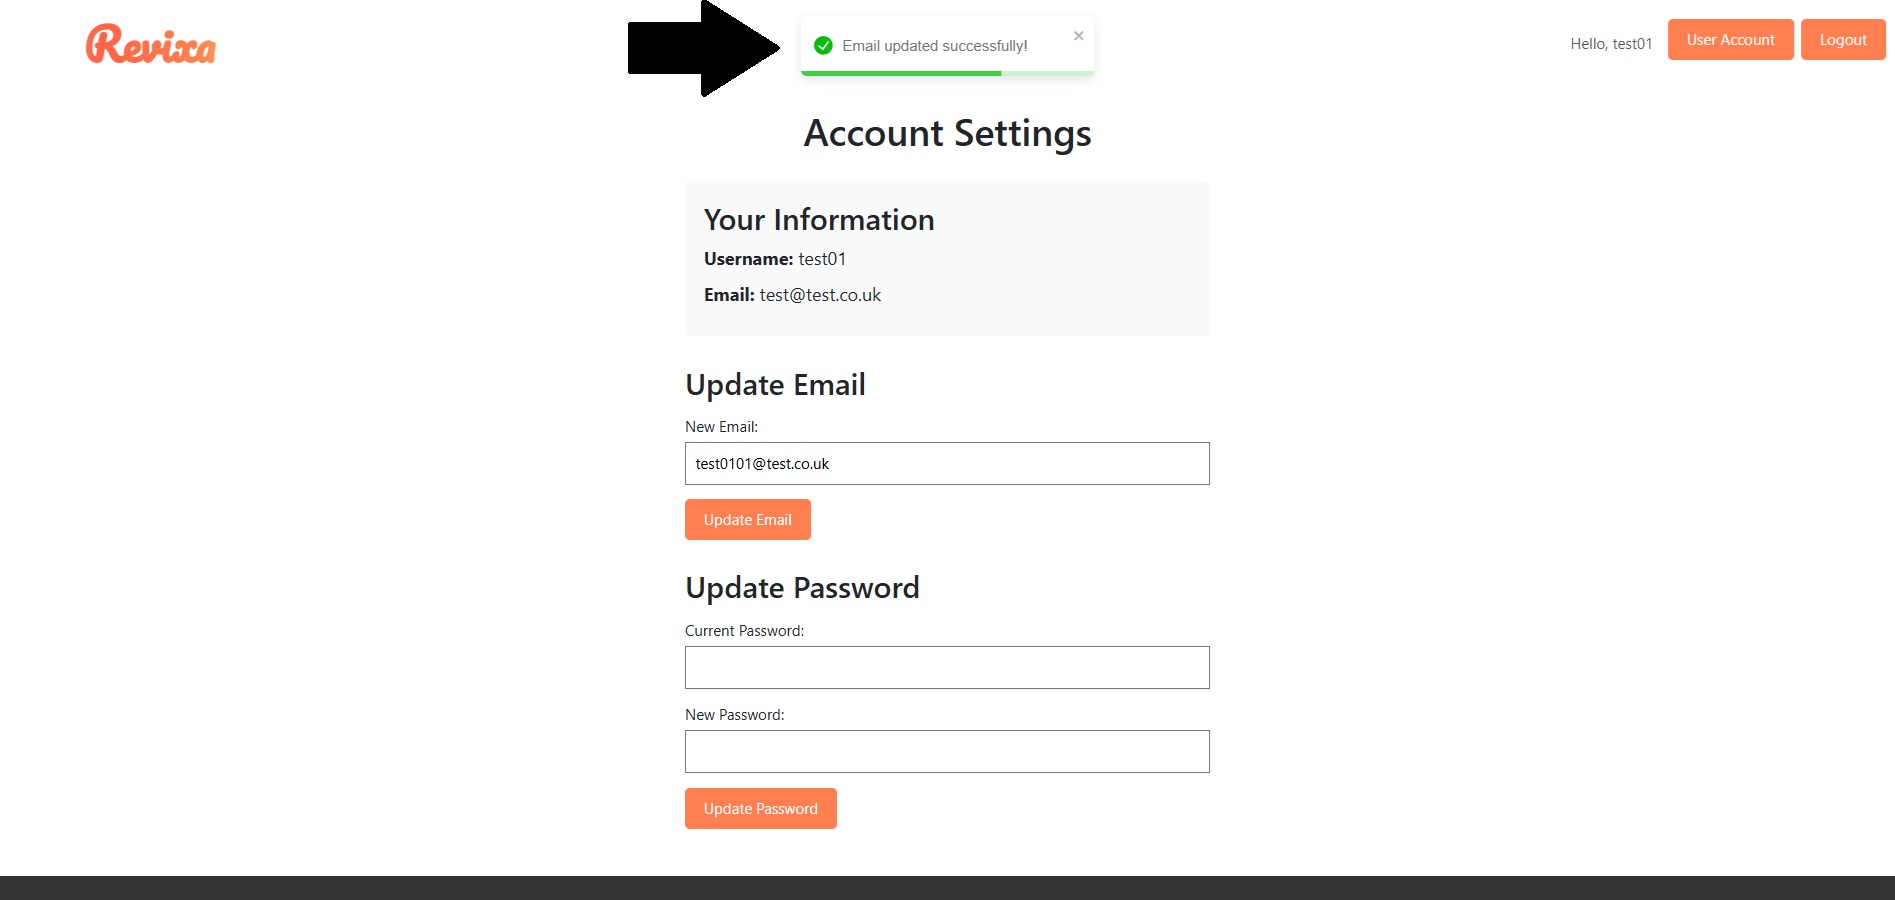 Revixa
Email updated successfully!
Hello, test01
User Account
Logout
Account Settings
Your Information
Username: test01
Email: test@test.co.uk
Update Email
New Email:
test0101@test.co.uk
Update Email
Update Password
Current Password:
New Password:
Update Password